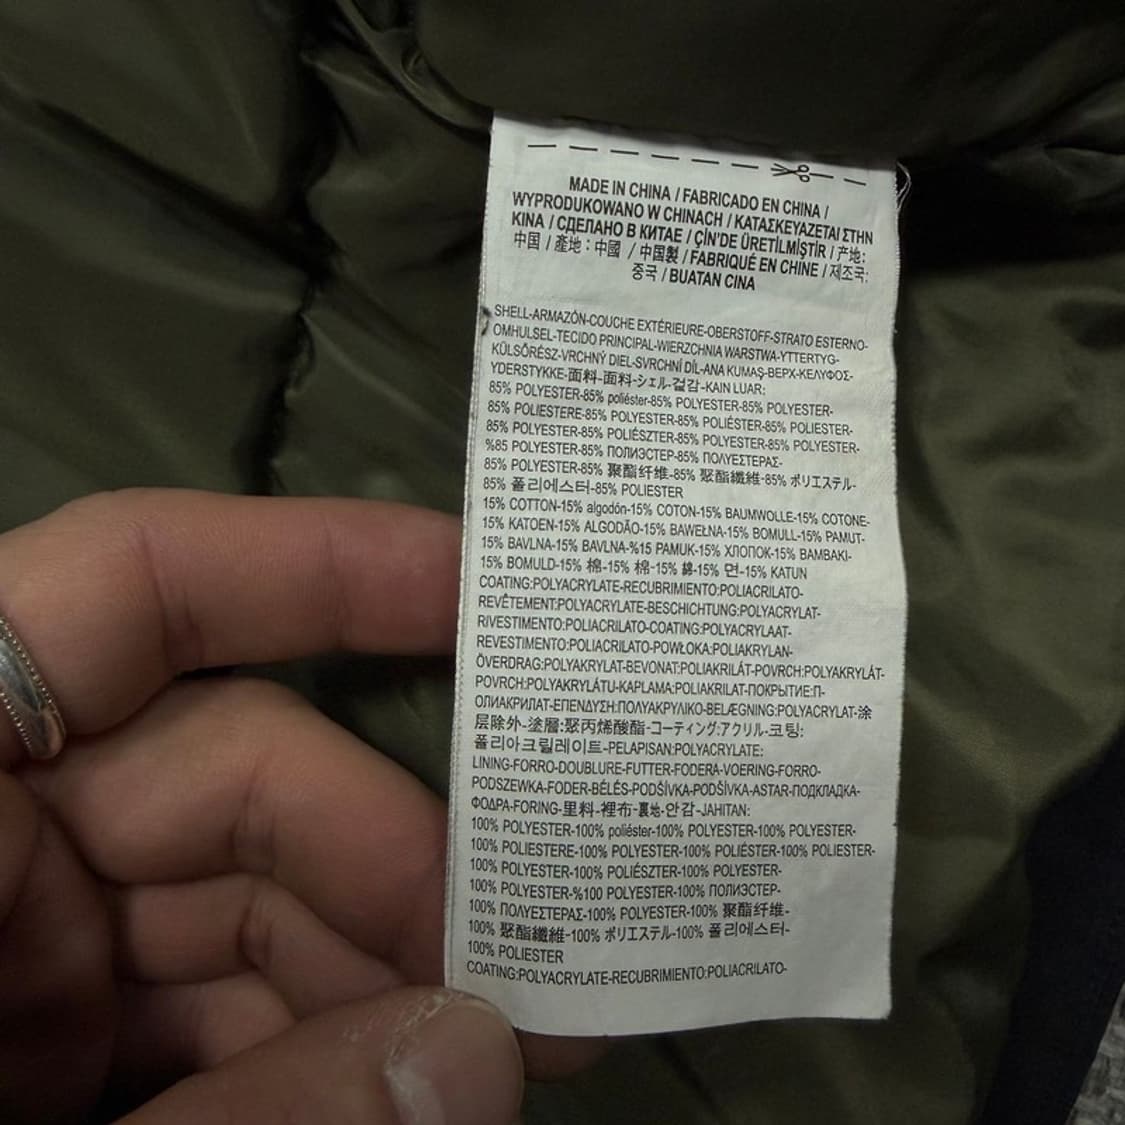 MADE IN CHINA / FABRICADO EN CHINA /
WYPRODUKOWANO W CHINACH / ΚΑΤΑΣΚΕΥΑΖΕΤΑΙ ΣΤΗΝ
ΚΙΝΑ / СДЕЛАНО В КИТАЕ / ÇİN'DE ÜRETİLMİŞTİR / 产地:
中国 / 產地：中國 / 中国製 / FABRIQUÉ EN CHINE / 제조국:
중국 / BUATAN CINA
SHELL-ARMAZÓN-COUCHE EXTÉRIEURE-OBERSTOFF-STRATO ESTERNO-
OMHULSEL-TECIDO PRINCIPAL-WIERZCHNIA WARSTWA-YTTERTYG-
KÜLSŐRÉSZ-VRCHNÝ DIEL-SVRCHNÍ DÍL-ANA KUMAŞ-ВЕРХ-ΚΕΛΥΦΟΣ-
YDERSTYKKE-面料-面料-シェル-겉감-KAIN LUAR:
85% POLYESTER-85% poliéster-85% POLYESTER-85% POLYESTER-
85% POLIESTERE-85% POLYESTER-85% POLIÉSTER-85% POLIESTER-
85% POLYESTER-85% POLIÉSZTER-85% POLYESTER-85% POLYESTER-
%85 POLYESTER-85% ПОЛИЭСТЕР-85% ΠΟΛΥΕΣΤΕΡΑΣ-
85% POLYESTER-85% 聚酯纤维-85% 聚酯纖維-85% ポリエステル-
85% 폴리에스터-85% POLIESTER
15% COTTON-15% algodón-15% COTON-15% BAUMWOLLE-15% COTONE-
15% KATOEN-15% ALGODÃO-15% BAWEŁNA-15% BOMULL-15% PAMUT-
15% BAVLNA-15% BAVLNA-%15 PAMUK-15% ХЛОПОК-15% ΒΑΜΒΑΚΙ-
15% BOMULD-15% 棉-15% 棉-15% 綿-15% 면-15% KATUN
COATING:POLYACRYLATE-RECUBRIMIENTO:POLIACRILATO-
REVÊTEMENT:POLYACRYLATE-BESCHICHTUNG:POLYACRYLAT-
RIVESTIMENTO:POLIACRILATO-COATING:POLYACRYLAAT-
REVESTIMENTO:POLIACRILATO-POWŁOKA:POLIAKRYLAN-
ÖVERDRAG:POLYAKRYLAT-BEVONAT:POLIAKRILÁT-POVRCH:POLYAKRYLÁT-
POVRCH:POLYAKRYLÁTU-KAPLAMA:POLIAKRILAT-ПОКРЫТИЕ:П-
ОЛИАКРИЛАТ-ΕΠΕΝΔΥΣΗ:ΠΟΛΥΑΚΡΥΛΙΚΟ-BELÆGNING:POLYACRYLAT-涂
层除外-塗層:聚丙烯酸酯-コーティング:アクリル-코팅:
폴리아크릴레이트-PELAPISAN:POLYACRYLATE:
LINING-FORRO-DOUBLURE-FUTTER-FODERA-VOERING-FORRO-
PODSZEWKA-FODER-BÉLÉS-PODŠÍVKA-PODŠÍVKA-ASTAR-ПОДКЛАДКА-
ΦΟΔΡΑ-FORING-里料-裡布-裏地-안감-JAHITAN:
100% POLYESTER-100% poliéster-100% POLYESTER-100% POLYESTER-
100% POLIESTERE-100% POLYESTER-100% POLIÉSTER-100% POLIESTER-
100% POLYESTER-100% POLIÉSZTER-100% POLYESTER-
100% POLYESTER-%100 POLYESTER-100% ПОЛИЭСТЕР-
100% ΠΟΛΥΕΣΤΕΡΑΣ-100% POLYESTER-100% 聚酯纤维-
100% 聚酯纖維-100% ポリエステル-100% 폴리에스터-
100% POLIESTER
COATING:POLYACRYLATE-RECUBRIMIENTO:POLIACRILATO-